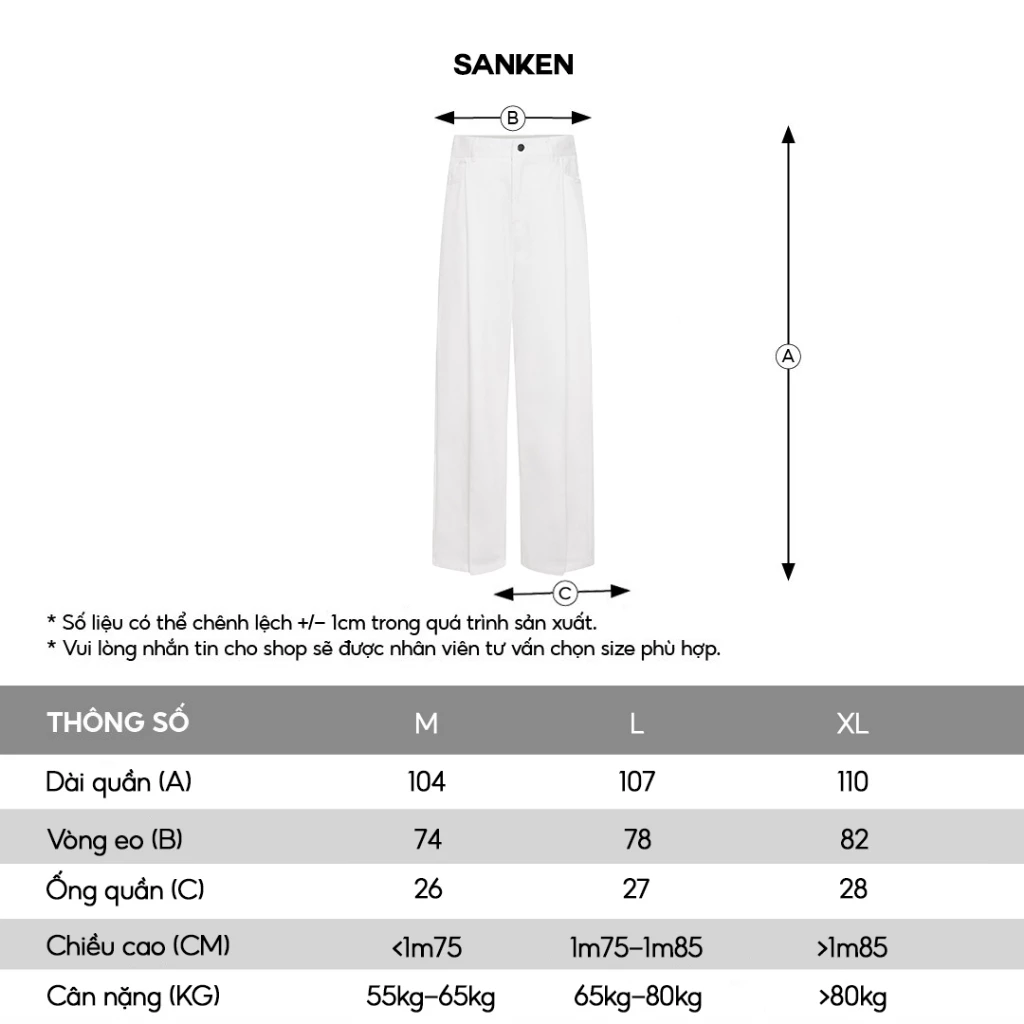 SANKEN
B
A
C
* Số liệu có thể chênh lệch +/- 1cm trong quá trình sản xuất.
* Vui lòng nhắn tin cho shop sẽ được nhân viên tư vấn chọn size phù hợp.
THÔNG SỐ M L XL
Dài quần (A) 104 107 110
Vòng eo (B) 74 78 82
Ống quần (C) 26 27 28
Chiều cao (CM) <1m75 1m75-1m85 >1m85
Cân nặng (KG) 55kg-65kg 65kg-80kg >80kg